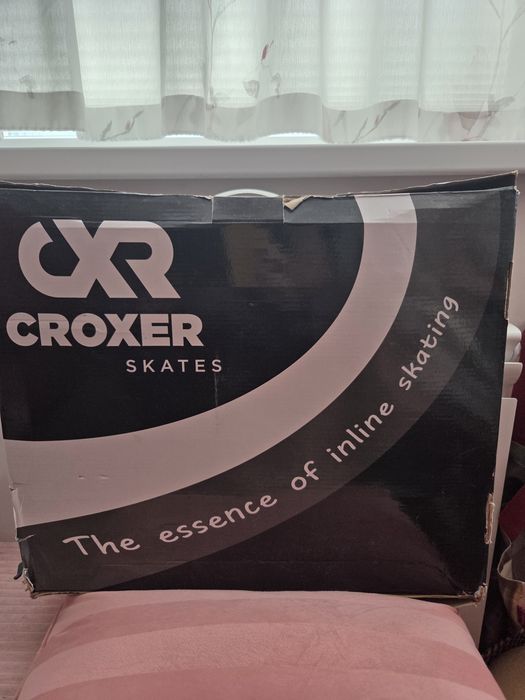 CXR
CROXER
SKATES
The essence of inline skating